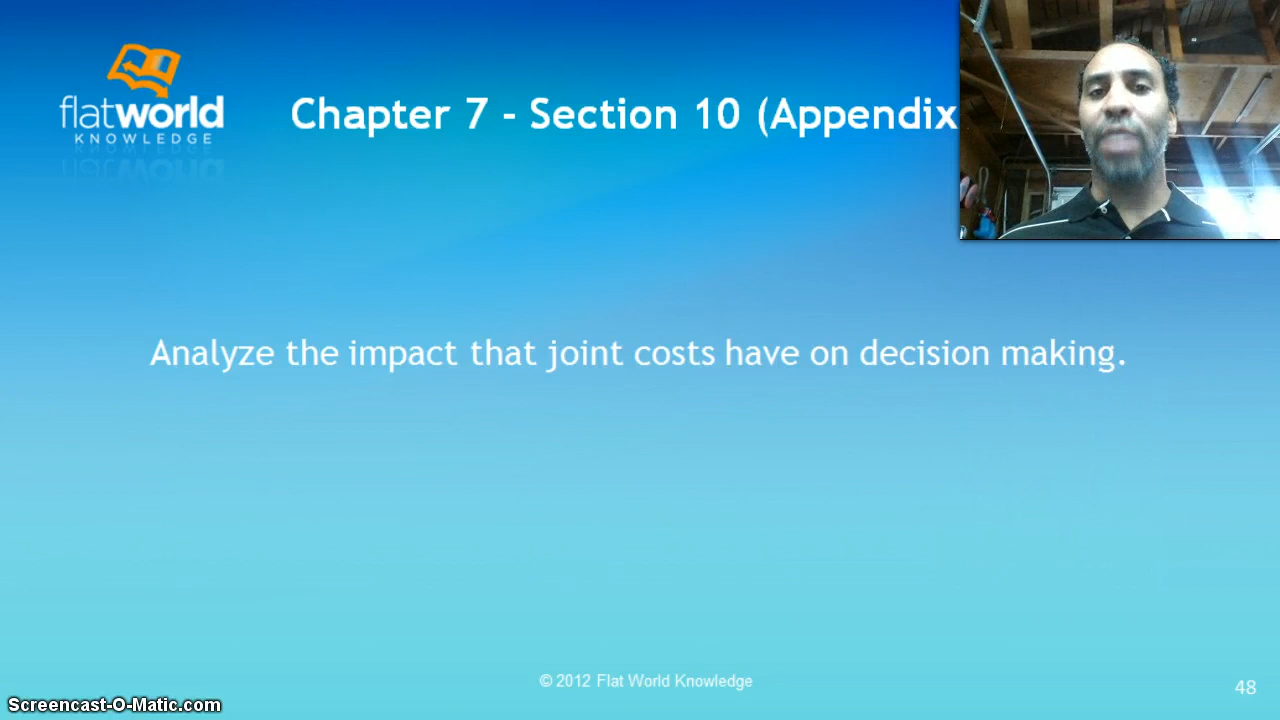 flatworld
KNOWLEDGE
Chapter 7 - Section 10 (Appendix
Analyze the impact that joint costs have on decision making.
© 2012 Flat World Knowledge
48
Screencast-O-Matic.com